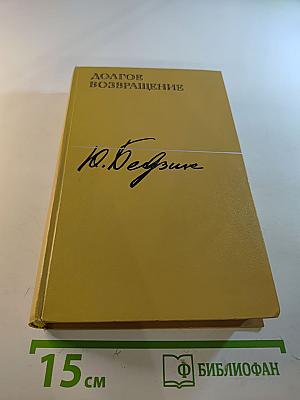 ДОЛГОЕ
ВОЗВРАЩЕНИЕ
Ю. Бедзик
15 см
Ф БИБЛИОФАН